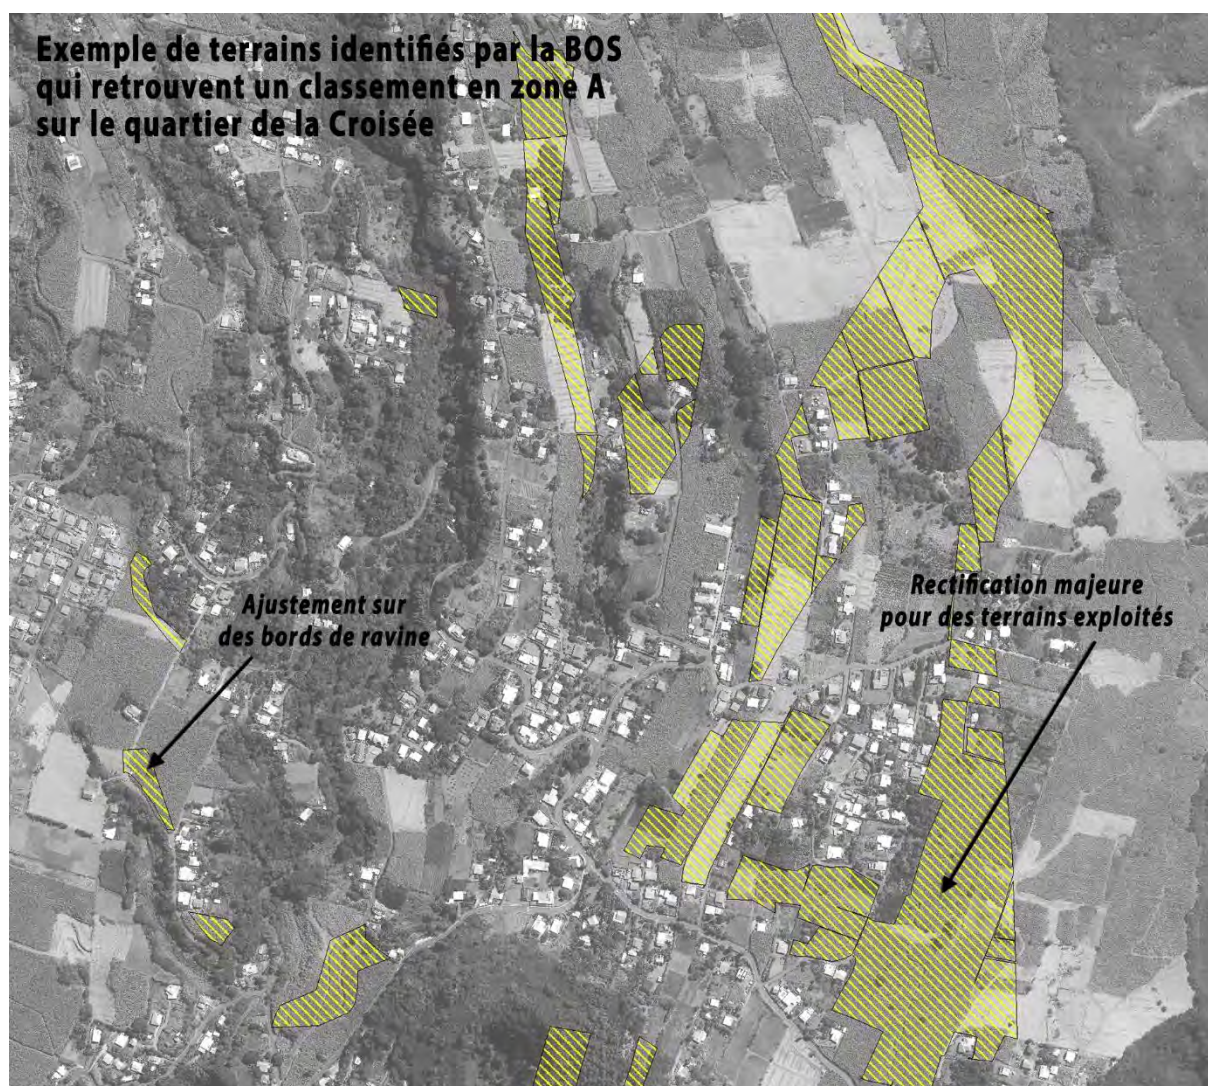 Exemple de terrains identifiés par la BOS
qui retrouvent un classement en zone A
sur le quartier de la Croisée
Rectification majeure
pour des terrains exploités
Ajustement sur
des bords de ravine